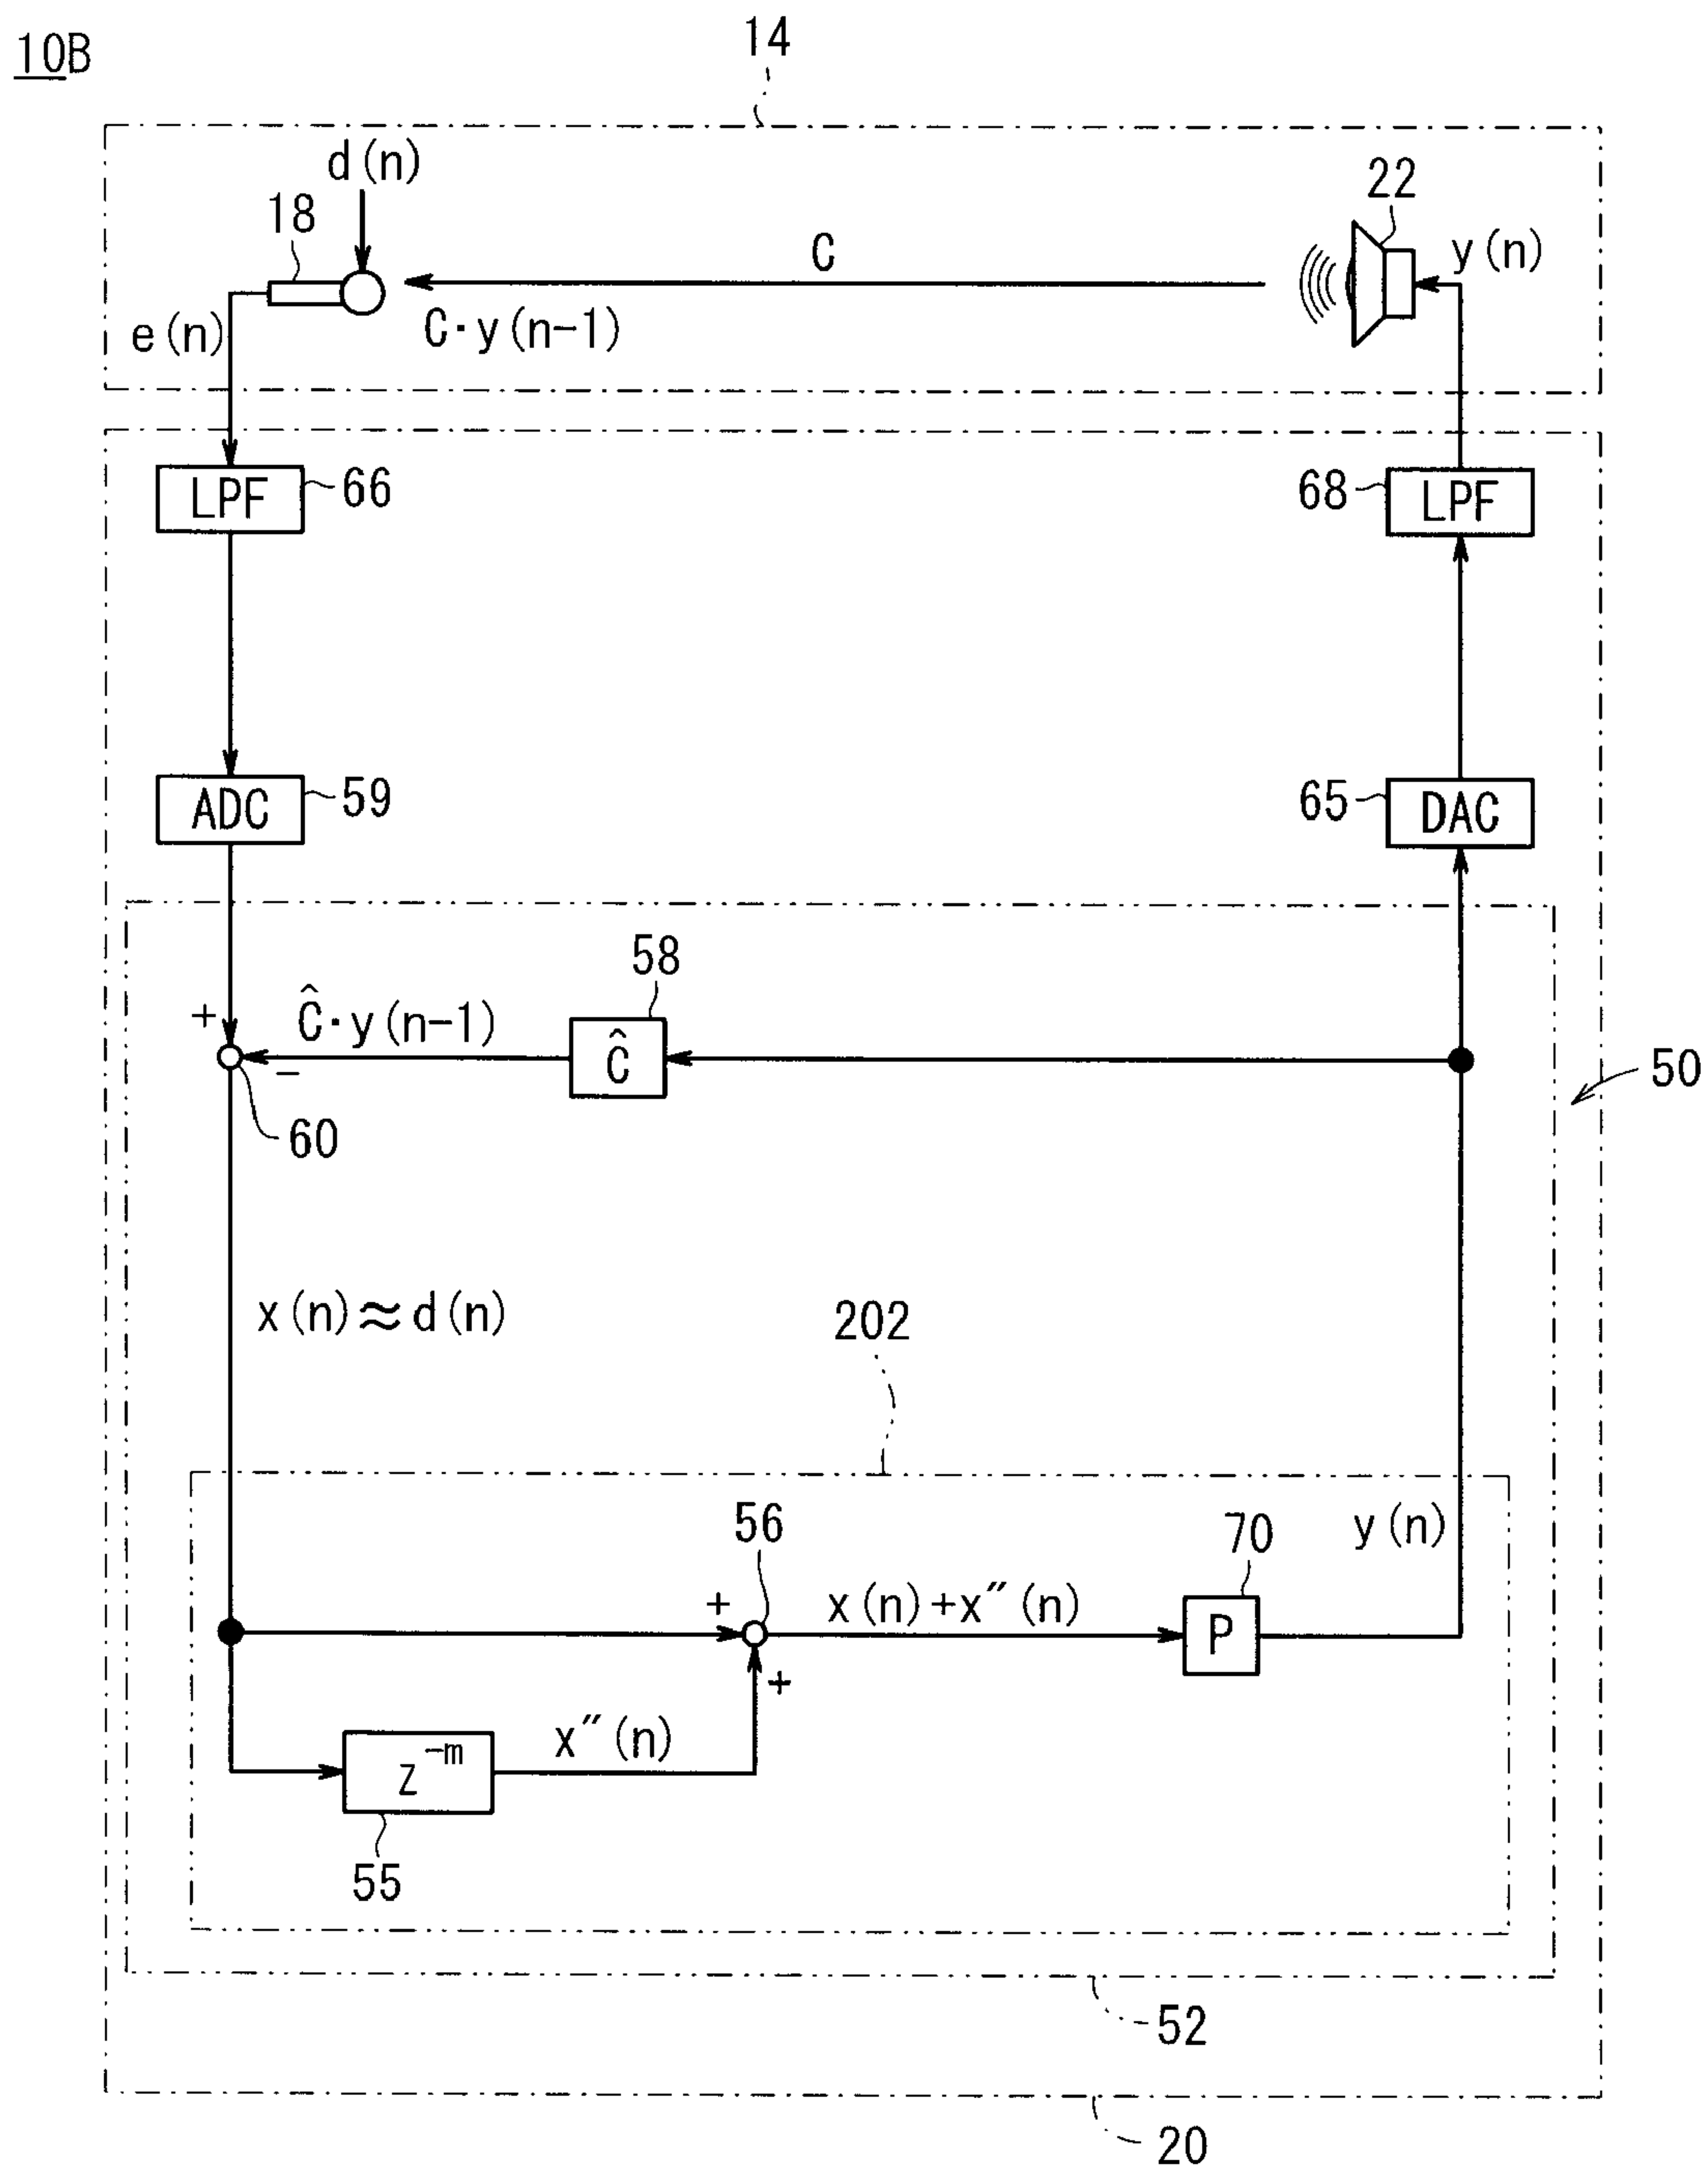 10B
14
d(n)
18
22
y(n)
C
C・y(n-1)
e(n)
LPF
66
68
LPF
ADC
59
65
DAC
58
+
Ĉ・y(n-1)
Ĉ
−
60
50
x(n)≈d(n)
202
56
70
y(n)
+
x(n)+x″(n)
P
+
x″(n)
z⁻ᵐ
55
52
20